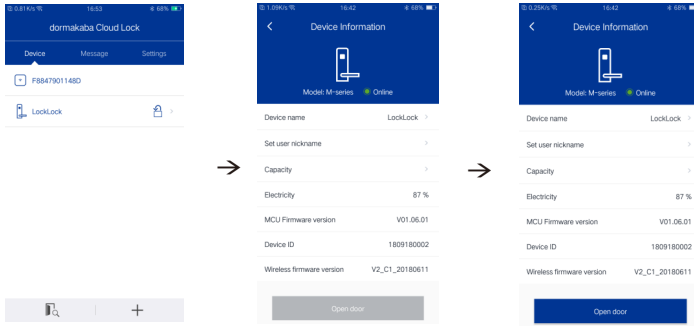 0.81K/s 16:53 68%
dormakaba Cloud Lock
Device Message Settings
F8847901148D
LockLock
1.09K/s 16:42 68%
Device Information
Model: M-series Online
Device name LockLock
Set user nickname
Capacity
Electricity 87 %
MCU Firmware version V01.06.01
Device ID 1809180002
Wireless firmware version V2_C1_20180611
Open door
0.25K/s 16:42 68%
Device Information
Model: M-series Online
Device name LockLock
Set user nickname
Capacity
Electricity 87 %
MCU Firmware version V01.06.01
Device ID 1809180002
Wireless firmware version V2_C1_20180611
Open door